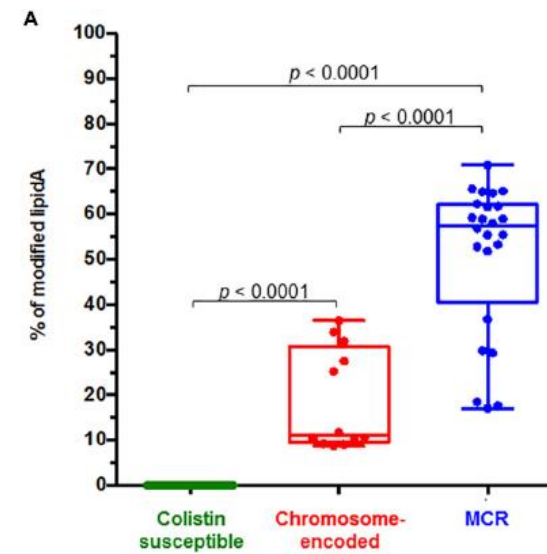 A
100
90
80
70
60
50
40
30
20
10
0
% of modified lipidA
p < 0.0001
p < 0.0001
p < 0.0001
Colistin
susceptible
Chromosome-
encoded
MCR